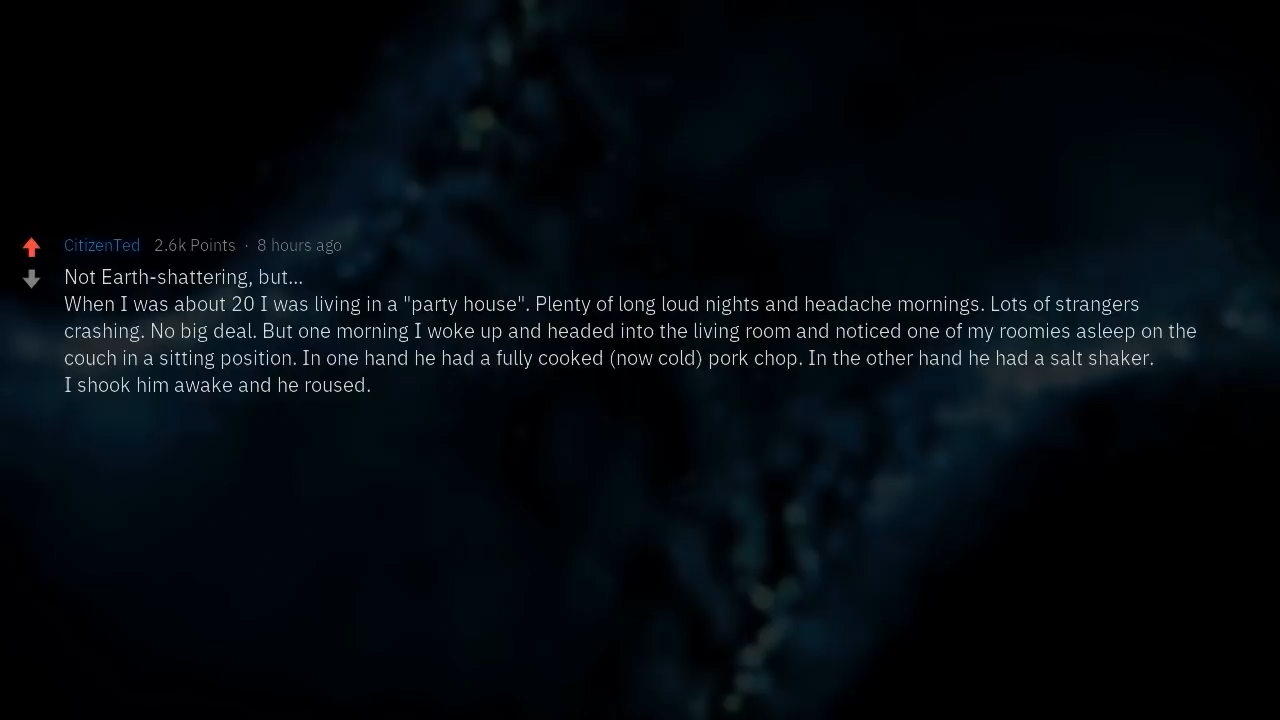 CitizenTed 2.6k Points · 8 hours ago
Not Earth-shattering, but...
When I was about 20 I was living in a "party house". Plenty of long loud nights and headache mornings. Lots of strangers
crashing. No big deal. But one morning I woke up and headed into the living room and noticed one of my roomies asleep on the
couch in a sitting position. In one hand he had a fully cooked (now cold) pork chop. In the other hand he had a salt shaker.
I shook him awake and he roused.